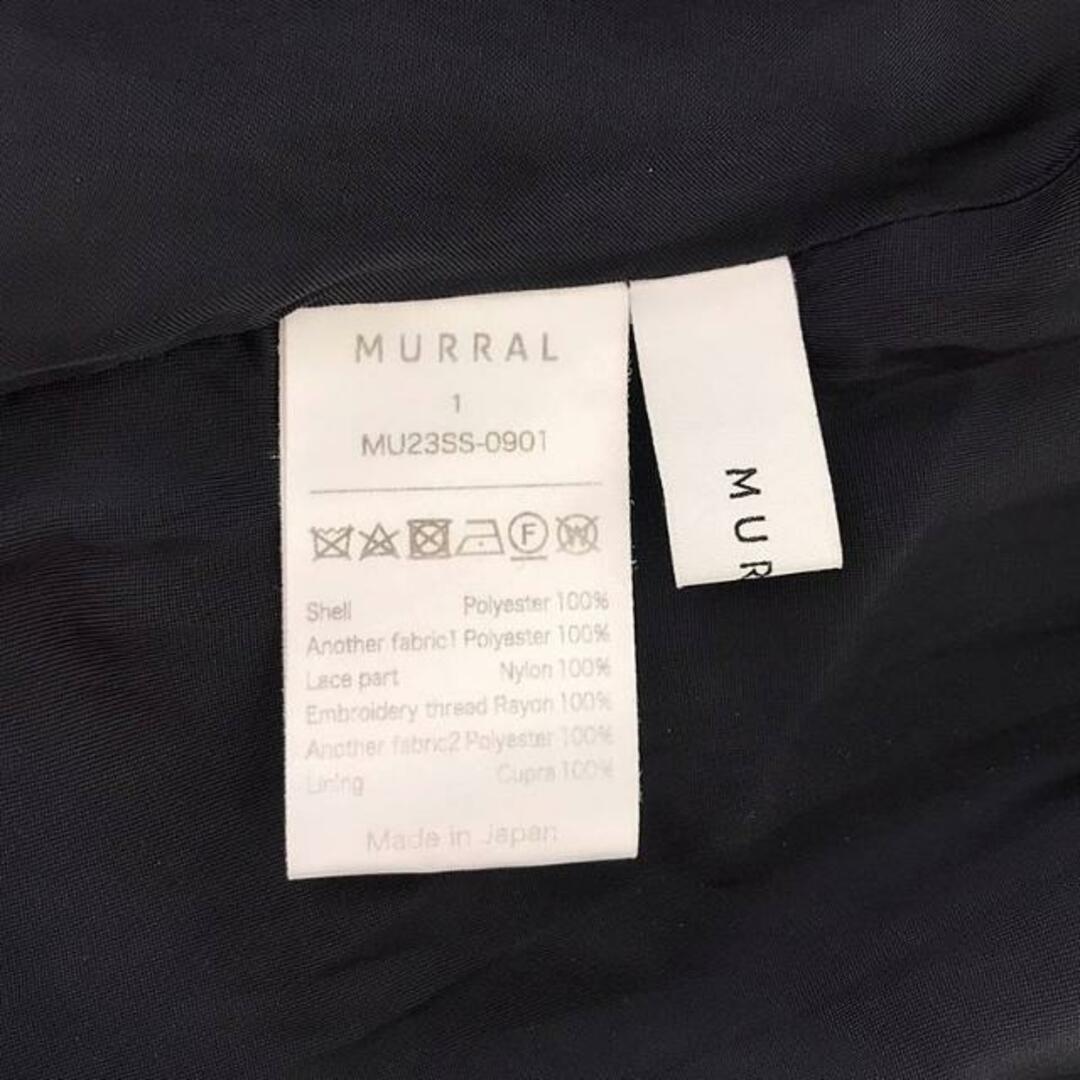 MURRAL
1
MU23SS-0901
F W
Shell Polyester 100%
Another fabric1 Polyester 100%
Lace part Nylon 100%
Embroidery thread Rayon 100%
Another fabric2 Polyester 100%
Lining Cupra 100%
Made in Japan
MUR